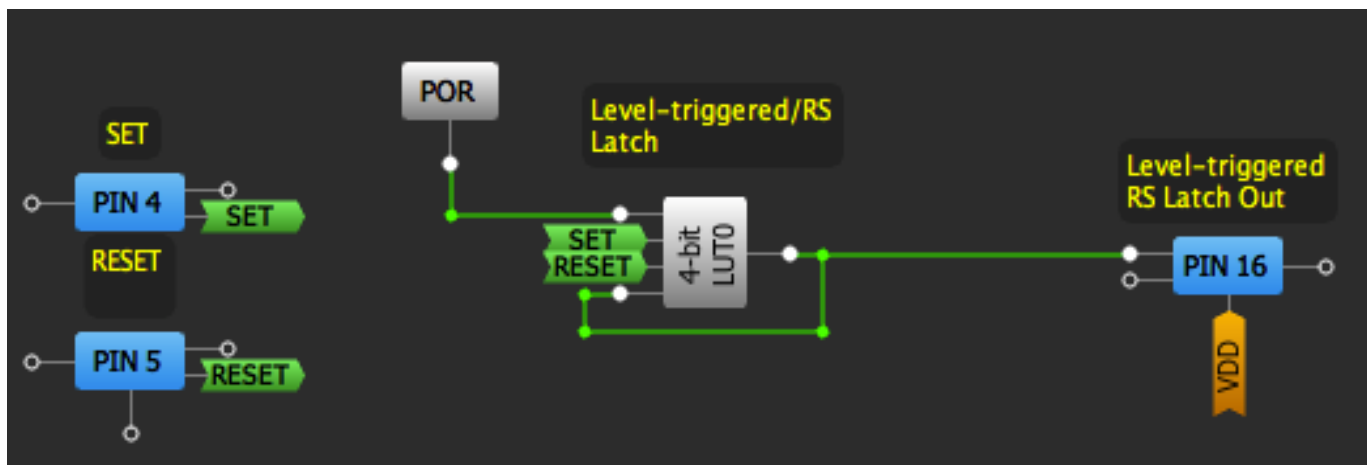 POR
Level-triggered/RS
Latch
SET
PIN 4
SET
RESET
PIN 5
RESET
SET
RESET
4-bit
LUT0
Level-triggered
RS Latch Out
PIN 16
VDD